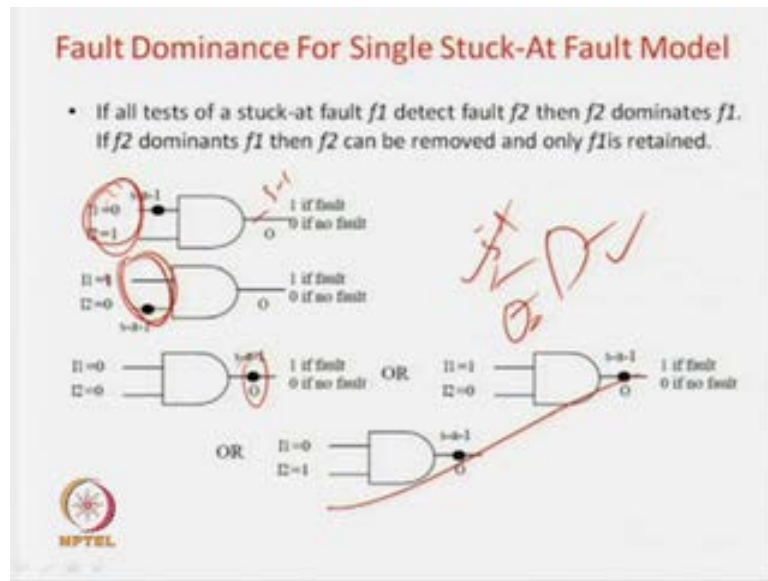 Fault Dominance For Single Stuck-At Fault Model
• If all tests of a stuck-at fault f1 detect fault f2 then f2 dominates f1.
If f2 dominants f1 then f2 can be removed and only f1is retained.
s-a-1
I1=0
I2=1
O
1 if fault
0 if no fault
I1=1
I2=0
s-a-1
O
1 if fault
0 if no fault
I1=0
I2=0
s-a-1
O
1 if fault
0 if no fault
OR
I1=1
I2=0
s-a-1
O
1 if fault
0 if no fault
OR
I1=0
I2=1
s-a-1
O
NPTEL